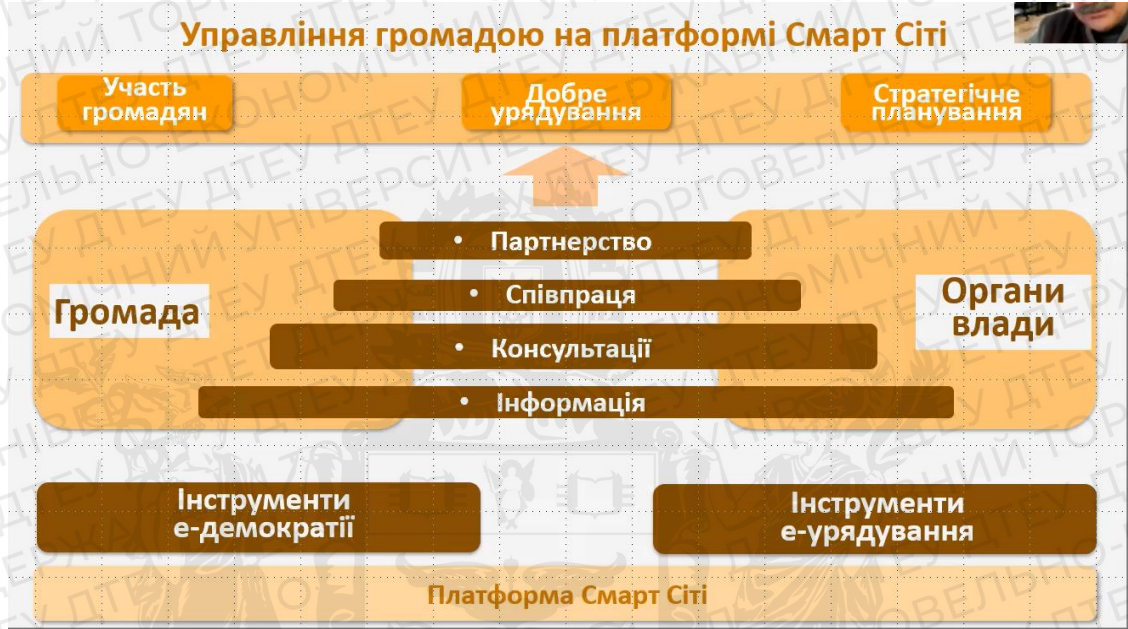 Управління громадою на платформі Смарт Сіті
Участь
громадян
Добре
урядування
Стратегічне
планування
• Партнерство
• Співпраця
• Консультації
• Інформація
Громада
Органи
влади
Інструменти
е-демократії
Інструменти
е-урядування
Платформа Смарт Сіті